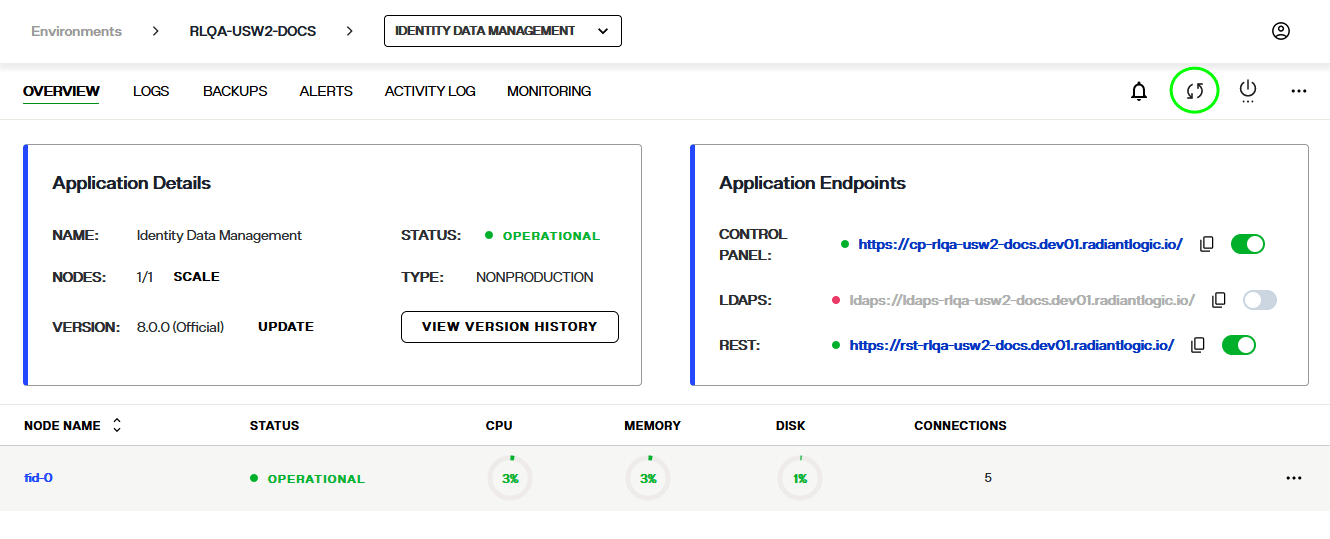 Environments > RLQA-USW2-DOCS > IDENTITY DATA MANAGEMENT
OVERVIEW LOGS BACKUPS ALERTS ACTIVITY LOG MONITORING
Application Details
NAME: Identity Data Management STATUS: OPERATIONAL
NODES: 1/1 SCALE TYPE: NONPRODUCTION
VERSION: 8.0.0 (Official) UPDATE VIEW VERSION HISTORY
Application Endpoints
CONTROL
PANEL: https://cp-rlqa-usw2-docs.dev01.radiantlogic.io/
LDAPS: ldaps://ldaps-rlqa-usw2-docs.dev01.radiantlogic.io/
REST: https://rst-rlqa-usw2-docs.dev01.radiantlogic.io/
NODE NAME STATUS CPU MEMORY DISK CONNECTIONS
fid-0 OPERATIONAL 3% 3% 1% 5